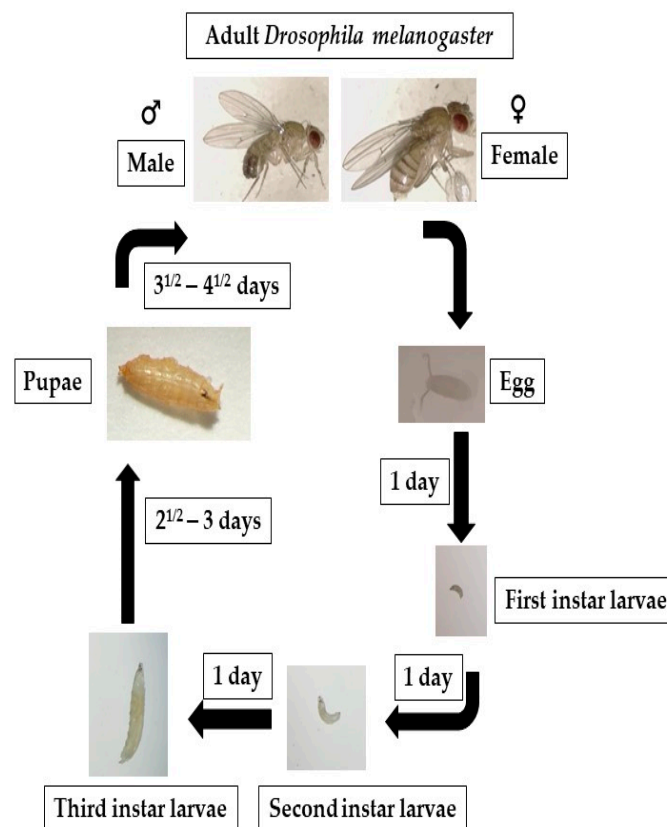 Adult Drosophila melanogaster
♂
Male
♀
Female
3^1/2 – 4^1/2 days
Pupae
Egg
1 day
2^1/2 – 3 days
First instar larvae
1 day
1 day
Third instar larvae
Second instar larvae